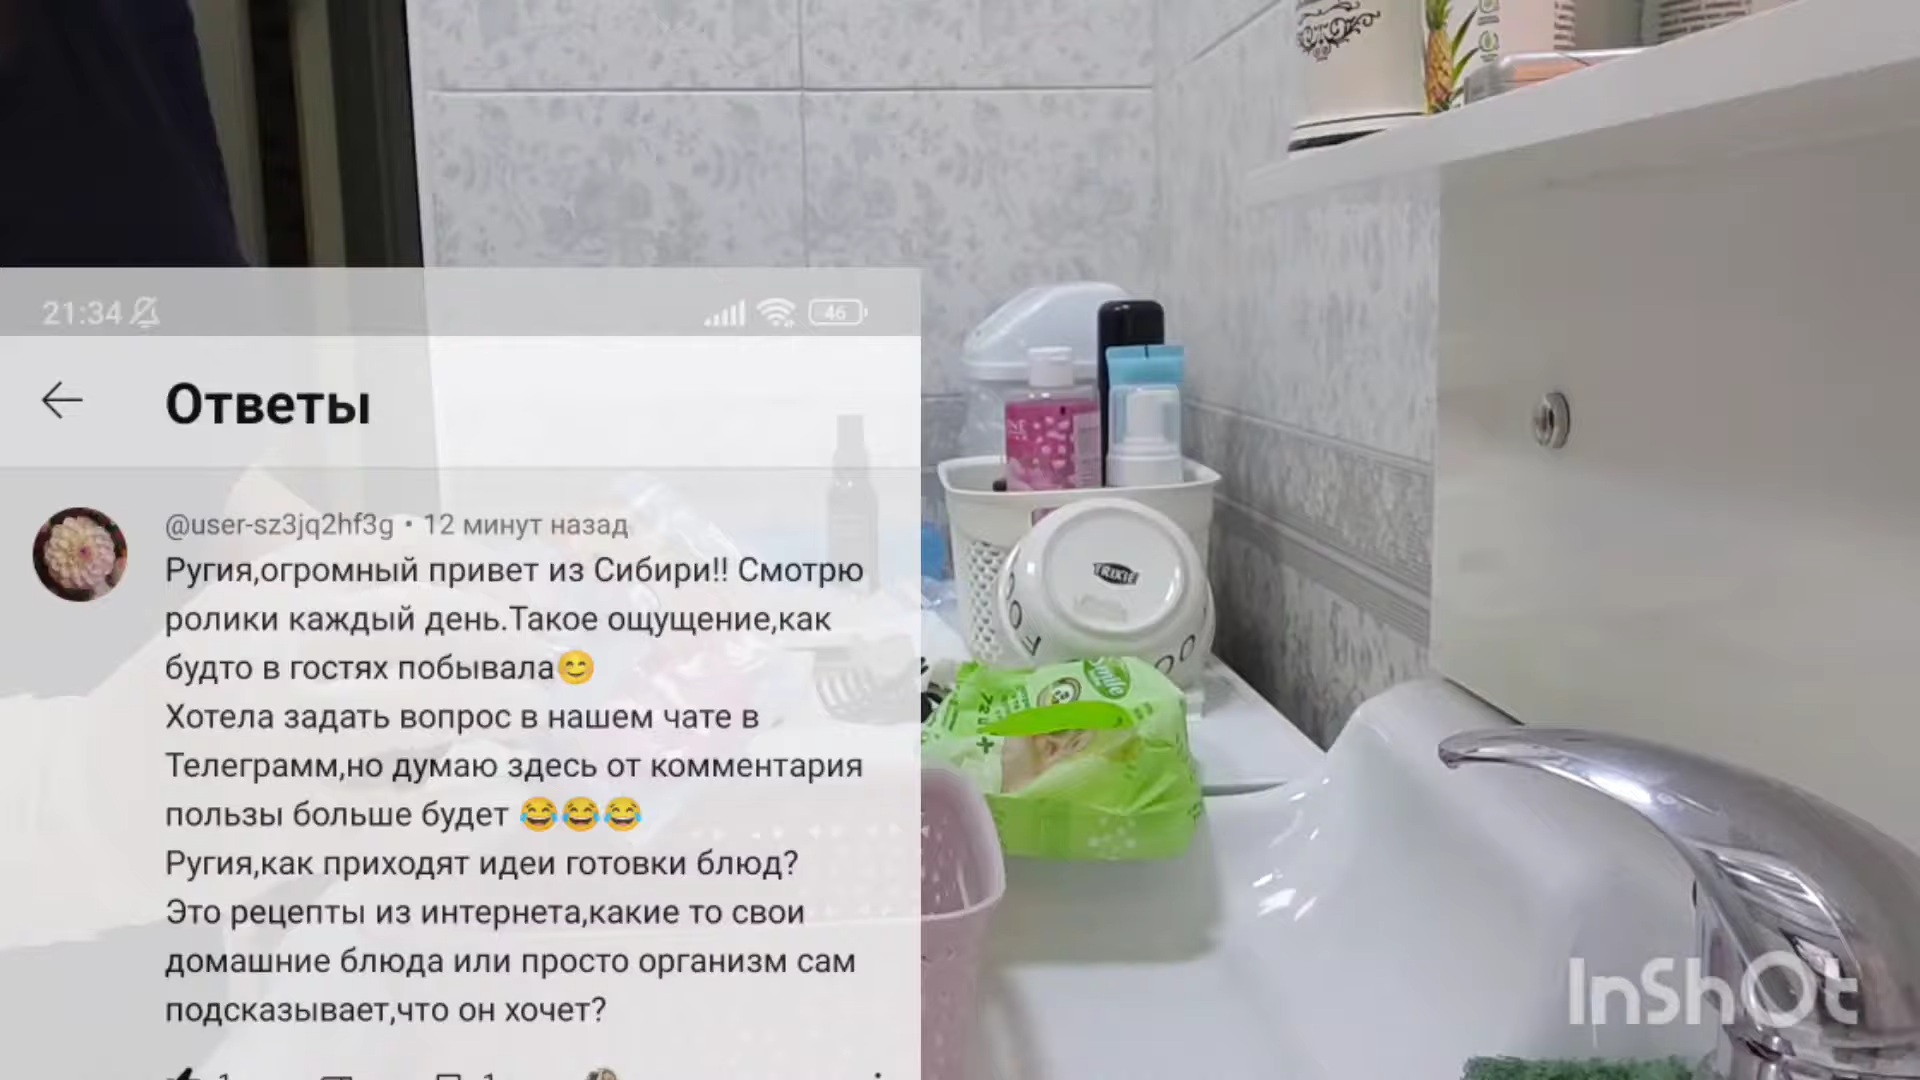 21:34
46
Ответы
@user-sz3jq2hf3g • 12 минут назад
Ругия,огромный привет из Сибири!! Смотрю
ролики каждый день.Такое ощущение,как
будто в гостях побывала😊
Хотела задать вопрос в нашем чате в
Телеграмм,но думаю здесь от комментария
пользы больше будет 😂😂😂
Ругия,как приходят идеи готовки блюд?
Это рецепты из интернета,какие то свои
домашние блюда или просто организм сам
подсказывает,что он хочет?
TRIXIE
Smile
InShOt